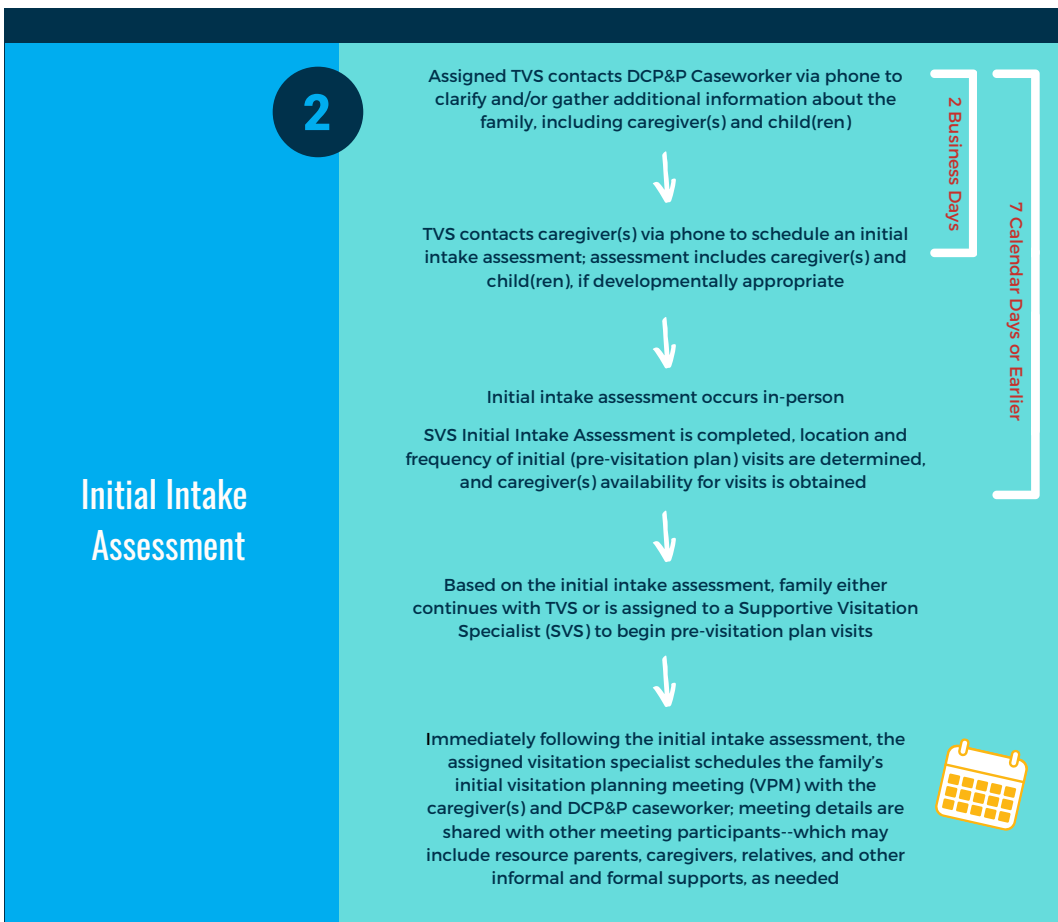 2
Initial Intake
Assessment
Assigned TVS contacts DCP&P Caseworker via phone to
clarify and/or gather additional information about the
family, including caregiver(s) and child(ren)
TVS contacts caregiver(s) via phone to schedule an initial
intake assessment; assessment includes caregiver(s) and
child(ren), if developmentally appropriate
2 Business Days
Initial intake assessment occurs in-person
SVS Initial Intake Assessment is completed, location and
frequency of initial (pre-visitation plan) visits are determined,
and caregiver(s) availability for visits is obtained
7 Calendar Days or Earlier
Based on the initial intake assessment, family either
continues with TVS or is assigned to a Supportive Visitation
Specialist (SVS) to begin pre-visitation plan visits
Immediately following the initial intake assessment, the
assigned visitation specialist schedules the family's
initial visitation planning meeting (VPM) with the
caregiver(s) and DCP&P caseworker; meeting details are
shared with other meeting participants--which may
include resource parents, caregivers, relatives, and other
informal and formal supports, as needed